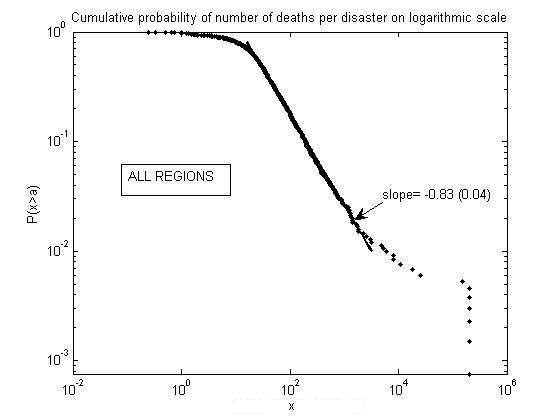 Cumulative probability of number of deaths per disaster on logarithmic scale
10^0
10^-1
ALL REGIONS
slope= -0.83 (0.04)
P(x>a)
10^-2
10^-3
10^-2 10^0 10^2 10^4 10^6
x